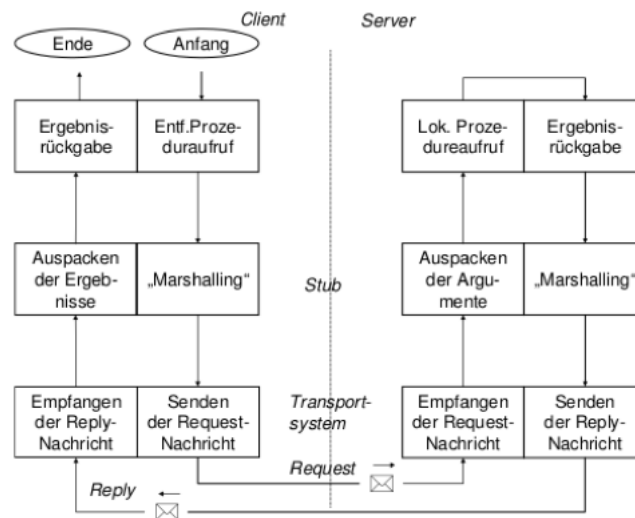 Client
Server
Ende
Anfang
Ergebnis-
rückgabe
Entf.Proze-
duraufruf
Lok. Proze-
dureaufruf
Ergebnis-
rückgabe
Auspacken
der Ergeb-
nisse
„Marshalling“
Stub
Auspacken
der Argu-
mente
„Marshalling“
Empfangen
der Reply-
Nachricht
Senden
der Request-
Nachricht
Transport-
system
Empfangen
der Request-
Nachricht
Senden
der Reply-
Nachricht
Request
Reply